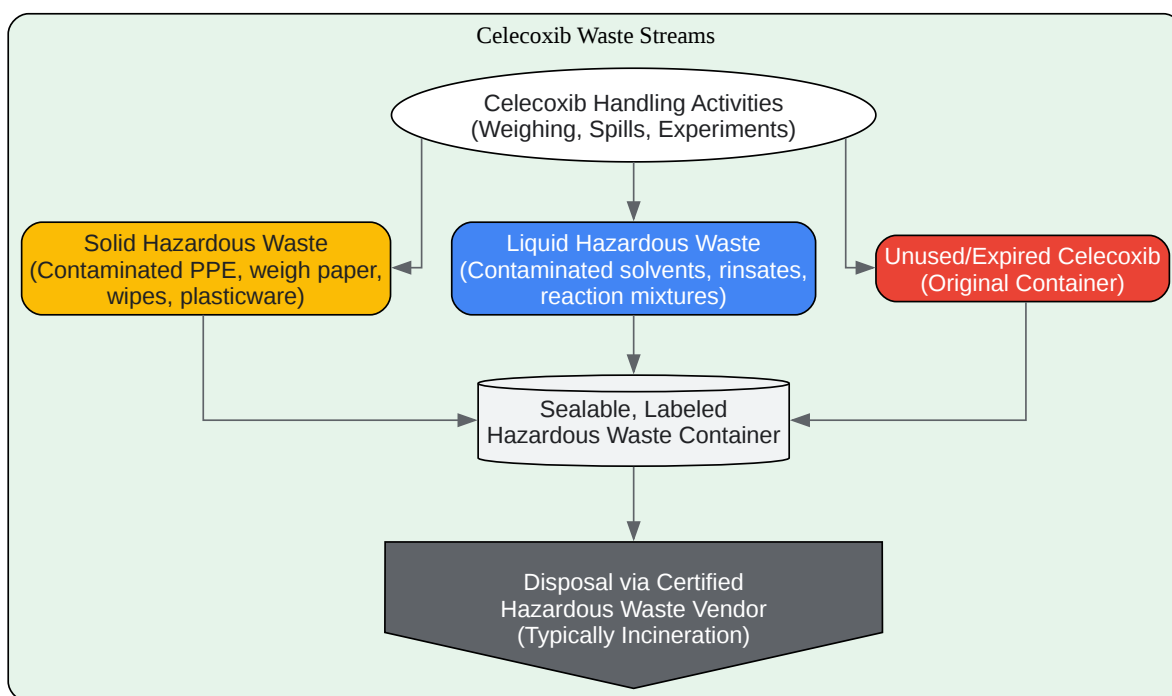 Celecoxib Waste Streams
Celecoxib Handling Activities
(Weighing, Spills, Experiments)
Solid Hazardous Waste
(Contaminated PPE, weigh paper,
wipes, plasticware)
Liquid Hazardous Waste
(Contaminated solvents, rinsates,
reaction mixtures)
Unused/Expired Celecoxib
(Original Container)
Sealable, Labeled
Hazardous Waste Container
Disposal via Certified
Hazardous Waste Vendor
(Typically Incineration)